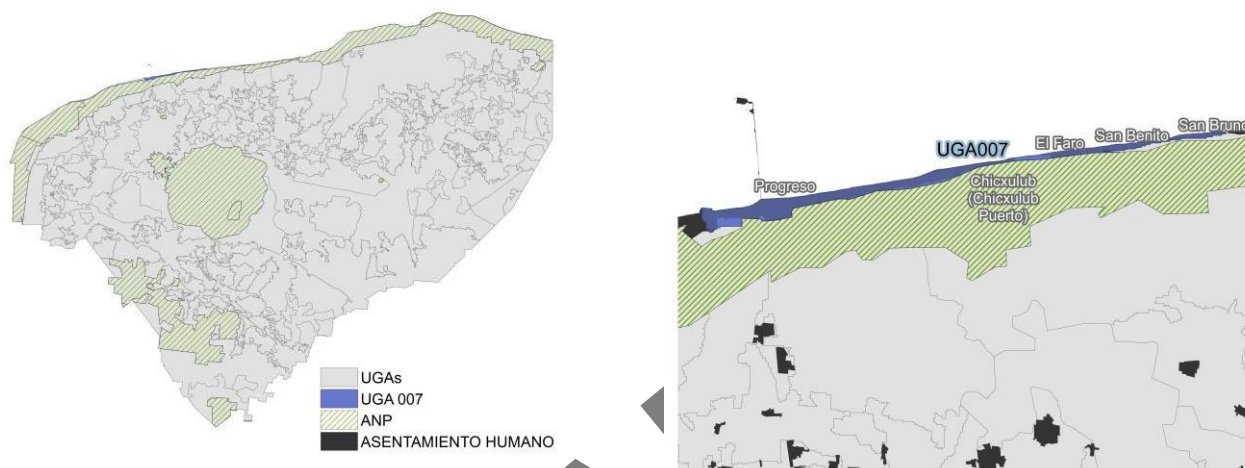 UGAs
UGA 007
ANP
ASENTAMIENTO HUMANO
UGA007
El Faro
San Benito
San Bruno
Progreso
Chicxulub
(Chicxulub
Puerto)